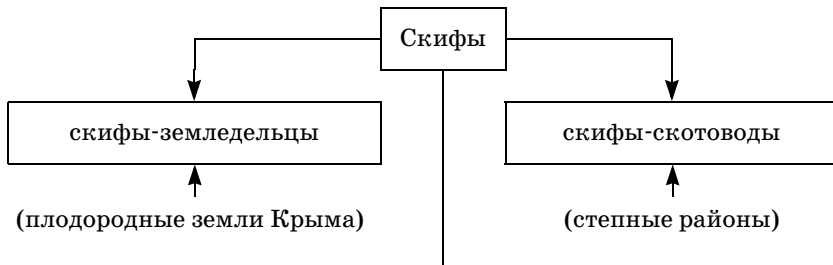 Скифы
скифы-земледельцы
скифы-скотоводы
(плодородные земли Крыма)
(степные районы)